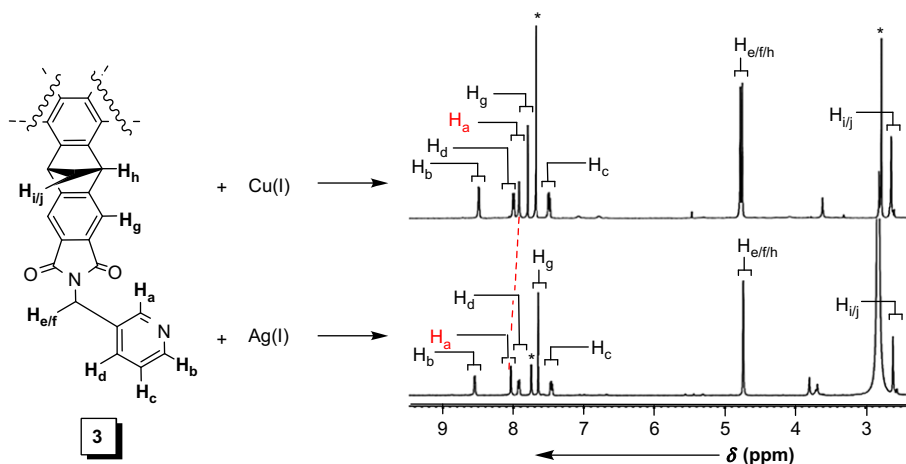 H_h
H_i/j
+ Cu(I)
H_g
O
O
N
H_a
H_e/f
N
+ Ag(I)
H_b
H_d
H_c
3
*
*
H_e/f/h
H_g
H_a
H_i/j
H_d
H_b
H_c
H_g
H_e/f/h
H_d
H_i/j
H_a
*
H_b
H_c
9 8 7 6 5 4 3
δ (ppm)